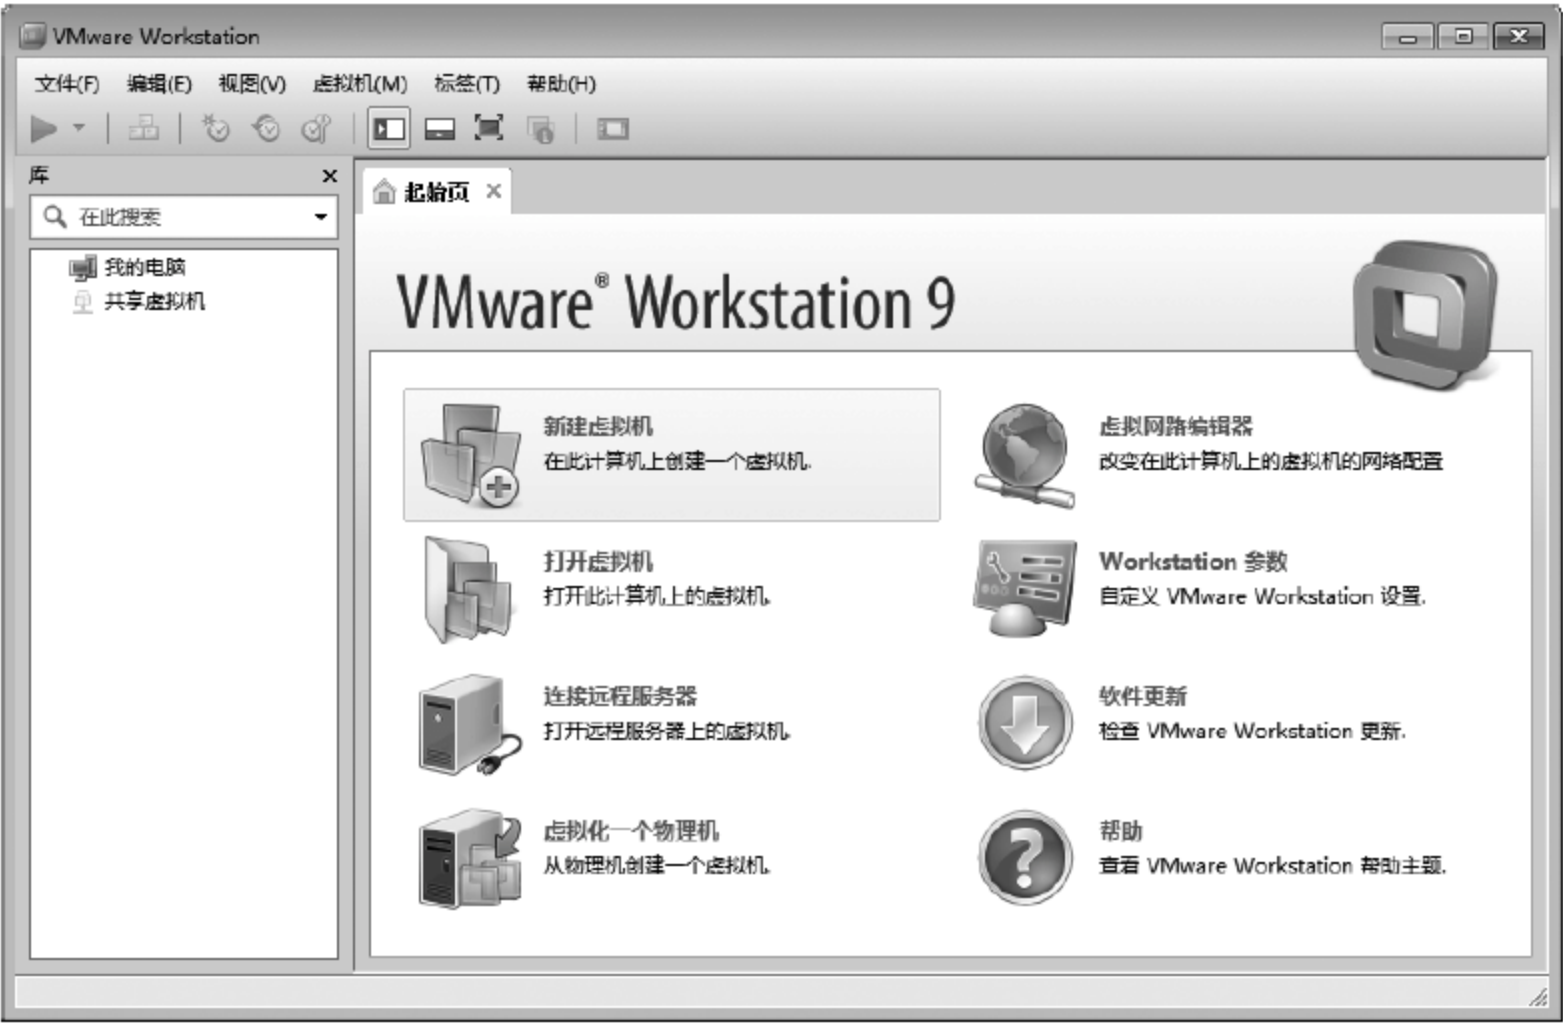 VMware Workstation
文件(F) 编辑(E) 视图(V) 虚拟机(M) 标签(T) 帮助(H)
库
在此搜索
我的电脑
共享虚拟机
起始页
VMware® Workstation 9
新建虚拟机
在此计算机上创建一个虚拟机.
打开虚拟机
打开此计算机上的虚拟机.
连接远程服务器
打开远程服务器上的虚拟机.
虚拟化一个物理机
从物理机创建一个虚拟机.
虚拟网路编辑器
改变在此计算机上的虚拟机的网络配置
Workstation 参数
自定义 VMware Workstation 设置.
软件更新
检查 VMware Workstation 更新.
帮助
查看 VMware Workstation 帮助主题.